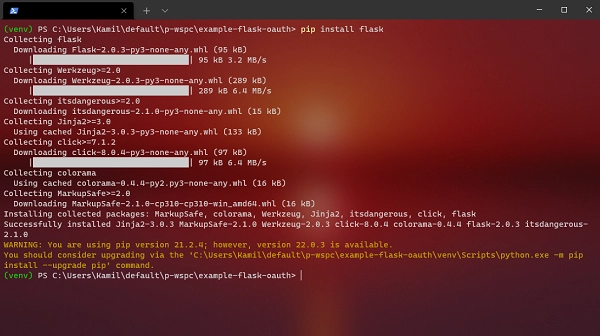 (venv) PS C:\Users\Kamil\default\p-wspc\example-flask-oauth> pip install flask
Collecting flask
  Downloading Flask-2.0.3-py3-none-any.whl (95 kB)
     |████████████████████████████████| 95 kB 3.2 MB/s
Collecting Werkzeug>=2.0
  Downloading Werkzeug-2.0.3-py3-none-any.whl (289 kB)
     |████████████████████████████████| 289 kB 6.4 MB/s
Collecting itsdangerous>=2.0
  Downloading itsdangerous-2.1.0-py3-none-any.whl (15 kB)
Collecting Jinja2>=3.0
  Using cached Jinja2-3.0.3-py3-none-any.whl (133 kB)
Collecting click>=7.1.2
  Downloading click-8.0.4-py3-none-any.whl (97 kB)
     |████████████████████████████████| 97 kB 6.4 MB/s
Collecting colorama
  Using cached colorama-0.4.4-py2.py3-none-any.whl (16 kB)
Collecting MarkupSafe>=2.0
  Downloading MarkupSafe-2.1.0-cp310-cp310-win_amd64.whl (16 kB)
Installing collected packages: MarkupSafe, colorama, Werkzeug, Jinja2, itsdangerous, click, flask
Successfully installed Jinja2-3.0.3 MarkupSafe-2.1.0 Werkzeug-2.0.3 click-8.0.4 colorama-0.4.4 flask-2.0.3 itsdangerous-
2.1.0
WARNING: You are using pip version 21.2.4; however, version 22.0.3 is available.
You should consider upgrading via the 'C:\Users\Kamil\default\p-wspc\example-flask-oauth\venv\Scripts\python.exe -m pip
install --upgrade pip' command.
(venv) PS C:\Users\Kamil\default\p-wspc\example-flask-oauth>